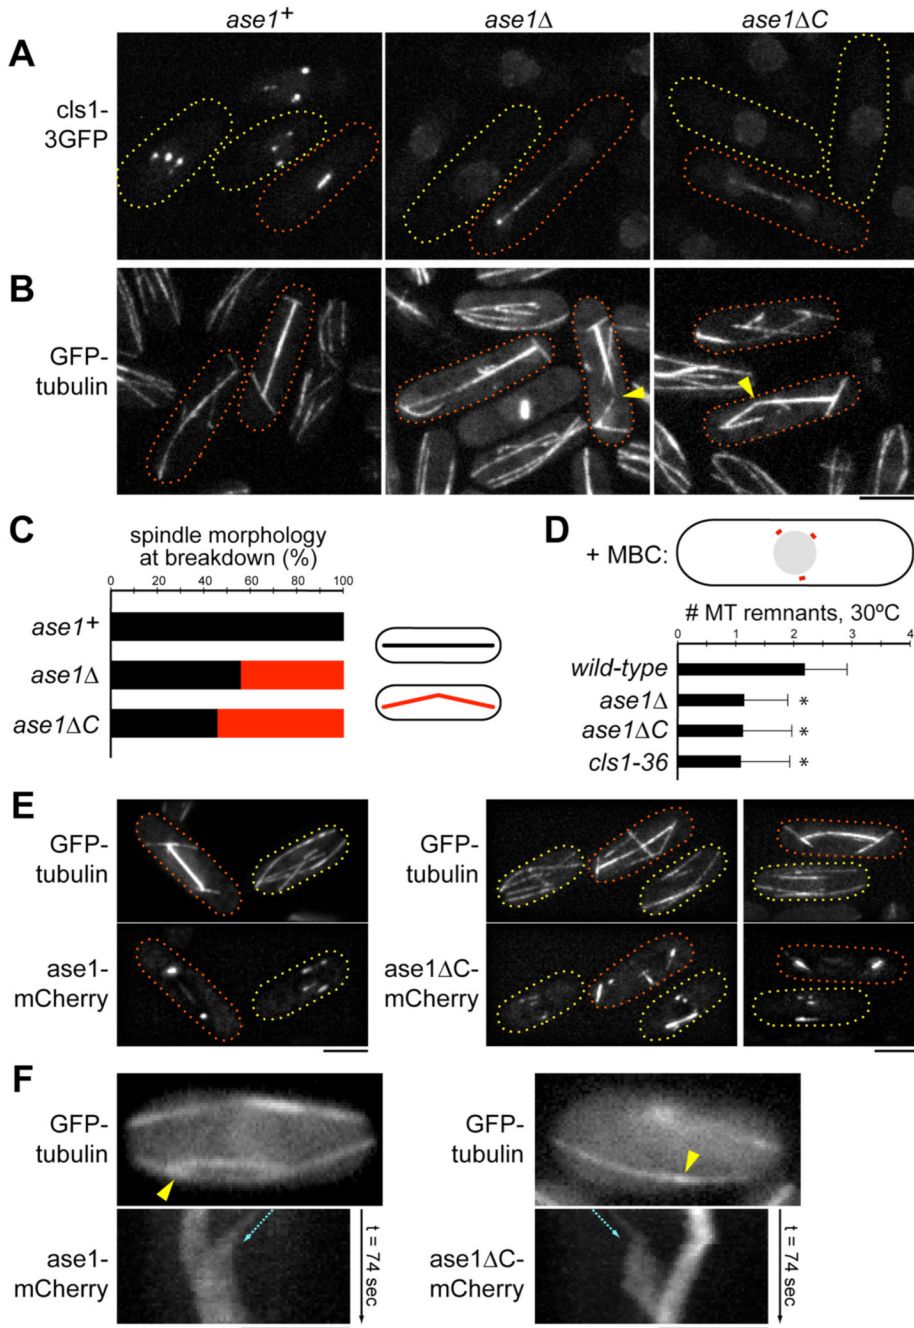 ase1+ ase1Δ ase1ΔC
A
cls1-
3GFP
B
GFP-
tubulin
C
spindle morphology
at breakdown (%)
0 20 40 60 80 100
ase1+
ase1Δ
ase1ΔC
D
+ MBC:
# MT remnants, 30ºC
0 1 2 3 4
wild-type
ase1Δ *
ase1ΔC *
cls1-36 *
E
GFP-
tubulin
GFP-
tubulin
ase1-
mCherry
ase1ΔC-
mCherry
F
GFP-
tubulin
GFP-
tubulin
ase1-
mCherry
t = 74 sec
ase1ΔC-
mCherry
t = 74 sec